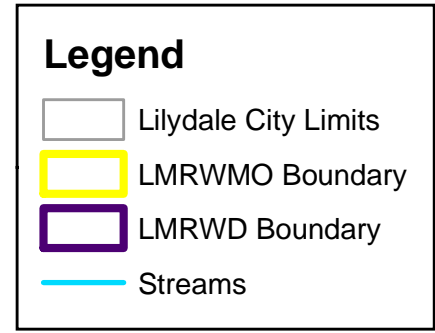 Legend
Lilydale City Limits
LMRWMO Boundary
LMRWD Boundary
Streams